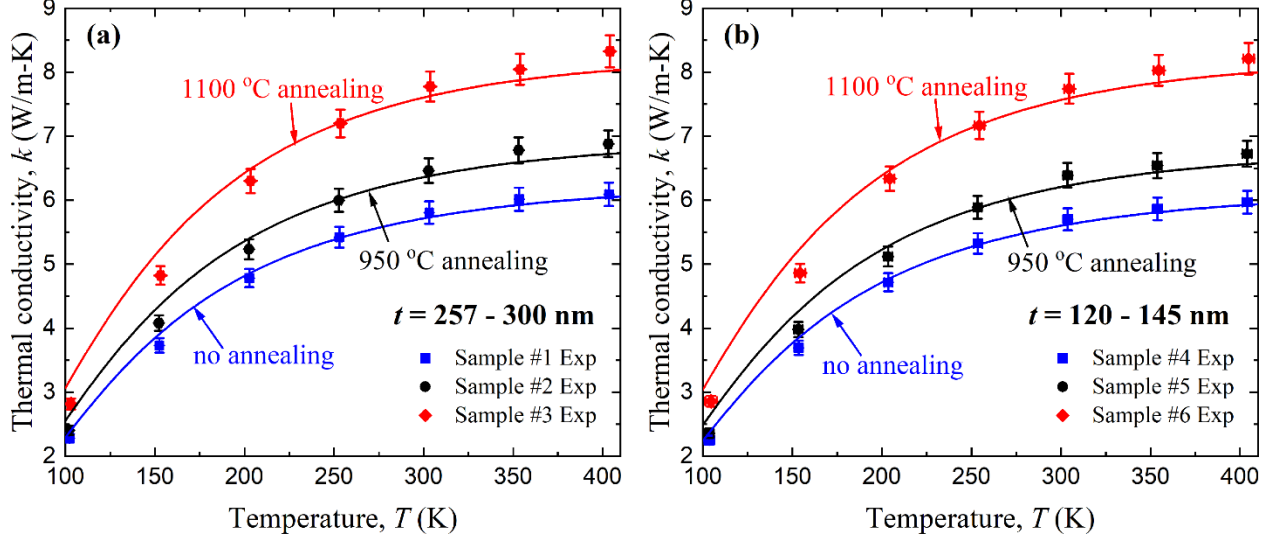 (a)
9
8
7
6
5
4
3
2
Thermal conductivity, k (W/m-K)
1100 °C annealing
950 °C annealing
no annealing
t = 257 - 300 nm
Sample #1 Exp
Sample #2 Exp
Sample #3 Exp
100 150 200 250 300 350 400
Temperature, T (K)
(b)
9
8
7
6
5
4
3
2
Thermal conductivity, k (W/m-K)
1100 °C annealing
950 °C annealing
no annealing
t = 120 - 145 nm
Sample #4 Exp
Sample #5 Exp
Sample #6 Exp
100 150 200 250 300 350 400
Temperature, T (K)